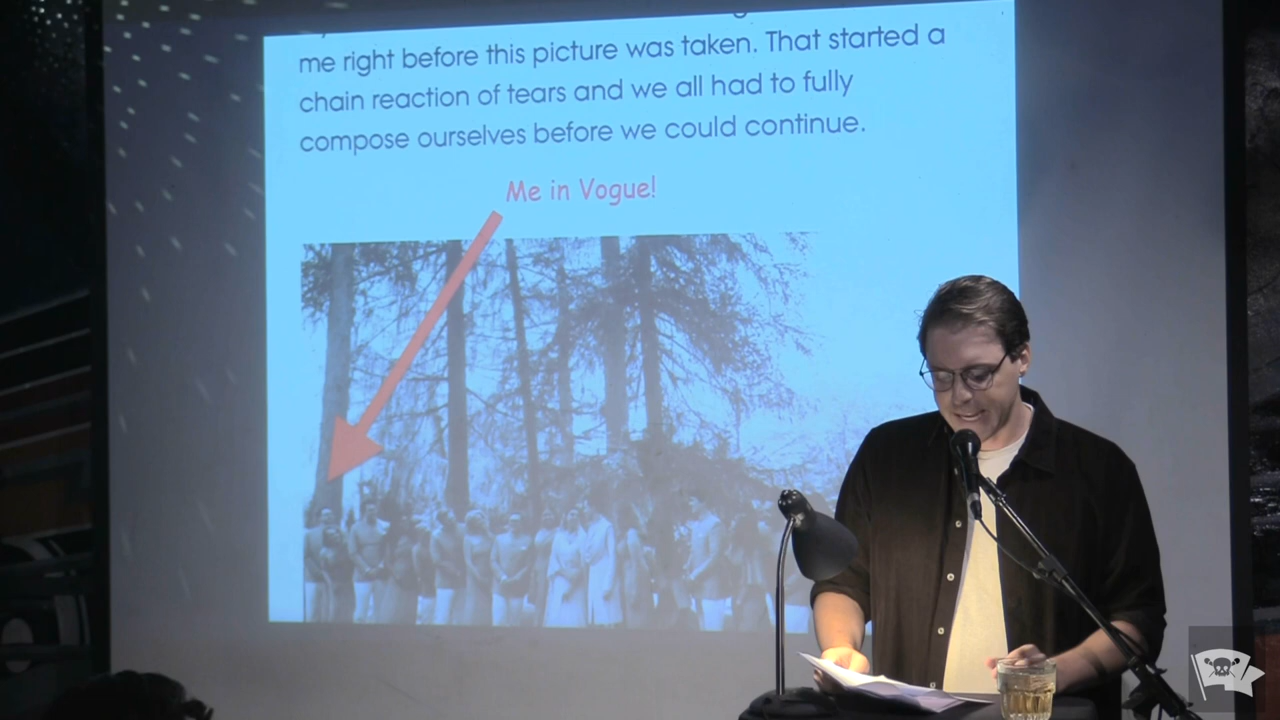 me right before this picture was taken. That started a
chain reaction of tears and we all had to fully
compose ourselves before we could continue.
Me in Vogue!